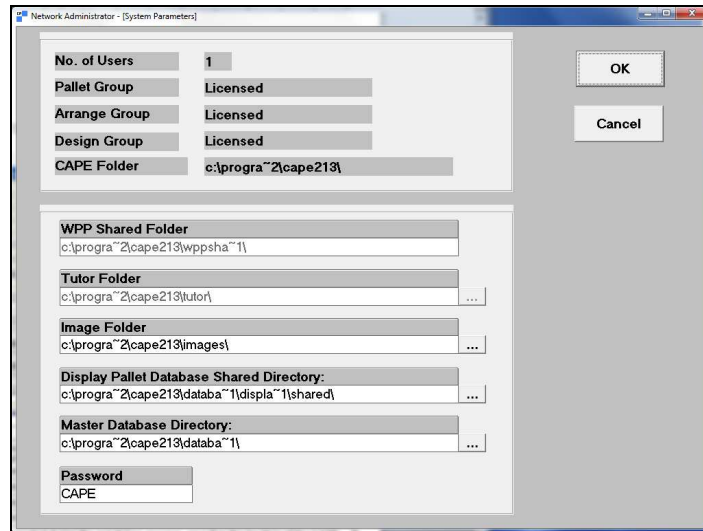 Network Administrator - [System Parameters]
No. of Users 1
Pallet Group Licensed
Arrange Group Licensed
Design Group Licensed
CAPE Folder c:\progra~2\cape213\
OK
Cancel
WPP Shared Folder
c:\progra~2\cape213\wppsha~1\
Tutor Folder
c:\progra~2\cape213\tutor\
...
Image Folder
c:\progra~2\cape213\images\
...
Display Pallet Database Shared Directory:
c:\progra~2\cape213\databa~1\displa~1\shared\
...
Master Database Directory:
c:\progra~2\cape213\databa~1\
...
Password
CAPE